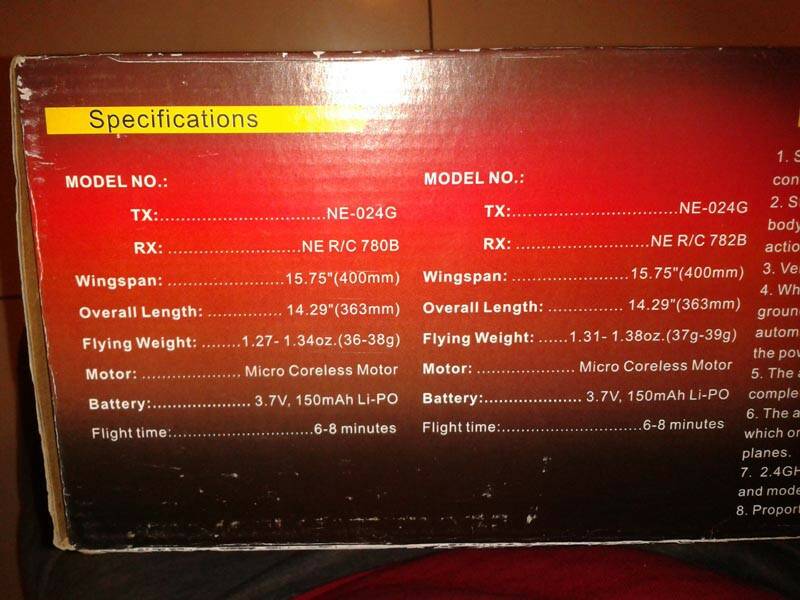 Specifications
MODEL NO.:
TX:..............................NE-024G
RX: ........................NE R/C 780B
Wingspan: .....................15.75"(400mm)
Overall Length: ............... 14.29"(363mm)
Flying Weight: ........1.27- 1.34oz.(36-38g)
Motor: .................... Micro Coreless Motor
Battery:...................... 3.7V, 150mAh Li-PO
Flight time:.............................6-8 minutes
MODEL NO.:
TX:..................................NE-024G
RX: ............................NE R/C 782B
Wingspan: ........................15.75"(400mm)
Overall Length: ............... 14.29"(363mm)
Flying Weight: ......1.31- 1.38oz.(37g-39g)
Motor: .................... Micro Coreless Motor
Battery:...................... 3.7V, 150mAh Li-PO
Flight time:.............................6-8 minutes
1.
2.
body
3.
4.
the
5. The
6. The
which
planes.
7. 2.4GH
and
8.